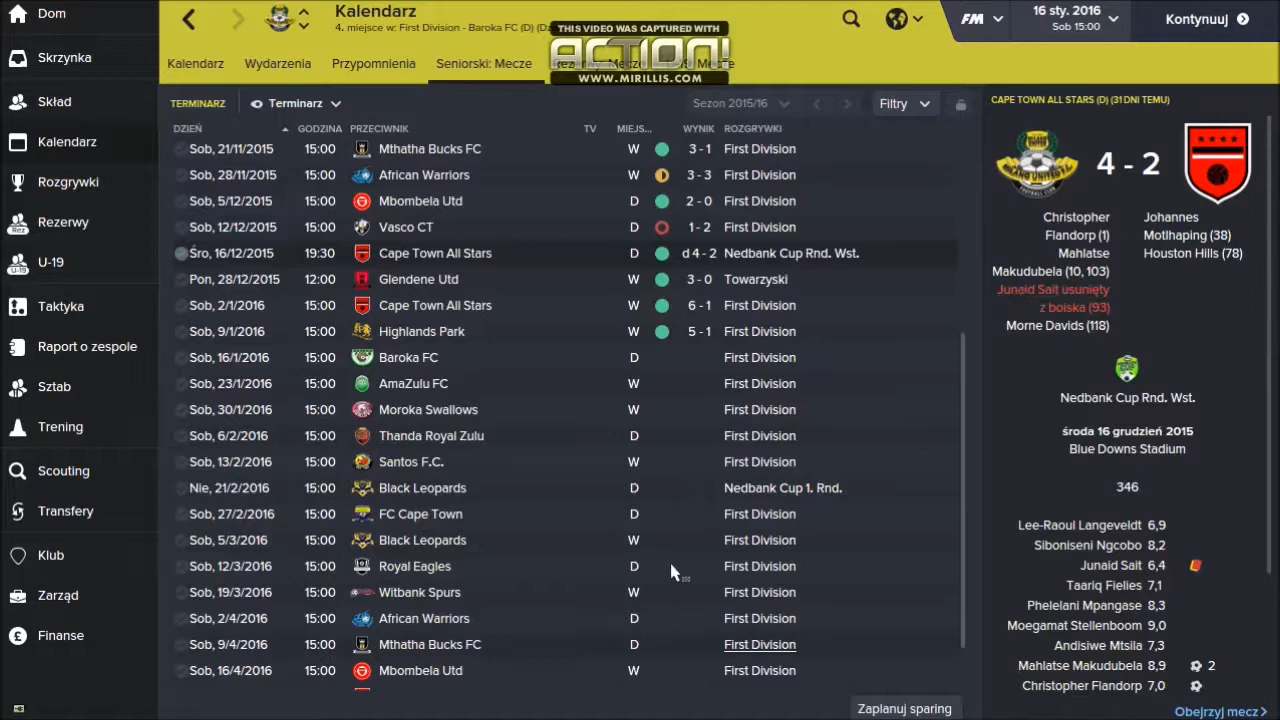 Dom
Skrzynka
Skład
Kalendarz
Rozgrywki
Rez
Rezerwy
U-19
U-19
Taktyka
Raport o zespole
Sztab
Trening
Scouting
Transfery
Klub
Zarząd
Finanse
Kalendarz
4. miejsce w: First Division - Baroka FC (D)
THIS VIDEO WAS CAPTURED WITH
ACTION!
WWW.MIRILLIS.COM
FM
16 sty. 2016
Sob 15:00
Kontynuuj
Kalendarz Wydarzenia Przypomnienia Seniorski: Mecze
TERMINARZ Terminarz Sezon 2015/16 Filtry
DZIEŃ GODZINA PRZECIWNIK TV MIEJS... WYNIK ROZGRYWKI
Sob, 21/11/2015 15:00 Mthatha Bucks FC W 3 - 1 First Division
Sob, 28/11/2015 15:00 African Warriors W 3 - 3 First Division
Sob, 5/12/2015 15:00 Mbombela Utd D 2 - 0 First Division
Sob, 12/12/2015 15:00 Vasco CT D 1 - 2 First Division
Śro, 16/12/2015 19:30 Cape Town All Stars D d 4 - 2 Nedbank Cup Rnd. Wst.
Pon, 28/12/2015 12:00 Glendene Utd W 3 - 0 Towarzyski
Sob, 2/1/2016 15:00 Cape Town All Stars W 6 - 1 First Division
Sob, 9/1/2016 15:00 Highlands Park W 5 - 1 First Division
Sob, 16/1/2016 15:00 Baroka FC D First Division
Sob, 23/1/2016 15:00 AmaZulu FC W First Division
Sob, 30/1/2016 15:00 Moroka Swallows W First Division
Sob, 6/2/2016 15:00 Thanda Royal Zulu D First Division
Sob, 13/2/2016 15:00 Santos F.C. W First Division
Nie, 21/2/2016 15:00 Black Leopards D Nedbank Cup 1. Rnd.
Sob, 27/2/2016 15:00 FC Cape Town D First Division
Sob, 5/3/2016 15:00 Black Leopards W First Division
Sob, 12/3/2016 15:00 Royal Eagles D First Division
Sob, 19/3/2016 15:00 Witbank Spurs W First Division
Sob, 2/4/2016 15:00 African Warriors D First Division
Sob, 9/4/2016 15:00 Mthatha Bucks FC D First Division
Sob, 16/4/2016 15:00 Mbombela Utd W First Division
Zaplanuj sparing
CAPE TOWN ALL STARS (D) (31 DNI TEMU)
4 - 2
Christopher
Flandorp (1)
Mahlatse
Makudubela (10, 103)
Junaid Sait usunięty
z boiska (93)
Morne Davids (118)
Johannes
Motlhaping (38)
Houston Hills (78)
Nedbank Cup Rnd. Wst.
środa 16 grudzień 2015
Blue Downs Stadium
346
Lee-Raoul Langeveldt 6,9
Siboniseni Ngcobo 8,2
Junaid Sait 6,4
Taariq Fielies 7,1
Phelelani Mpangase 8,3
Moegamat Stellenboom 9,0
Andisiwe Mtsila 7,3
Mahlatse Makudubela 8,9 2
Christopher Flandorp 7,0
Obejrzyj mecz